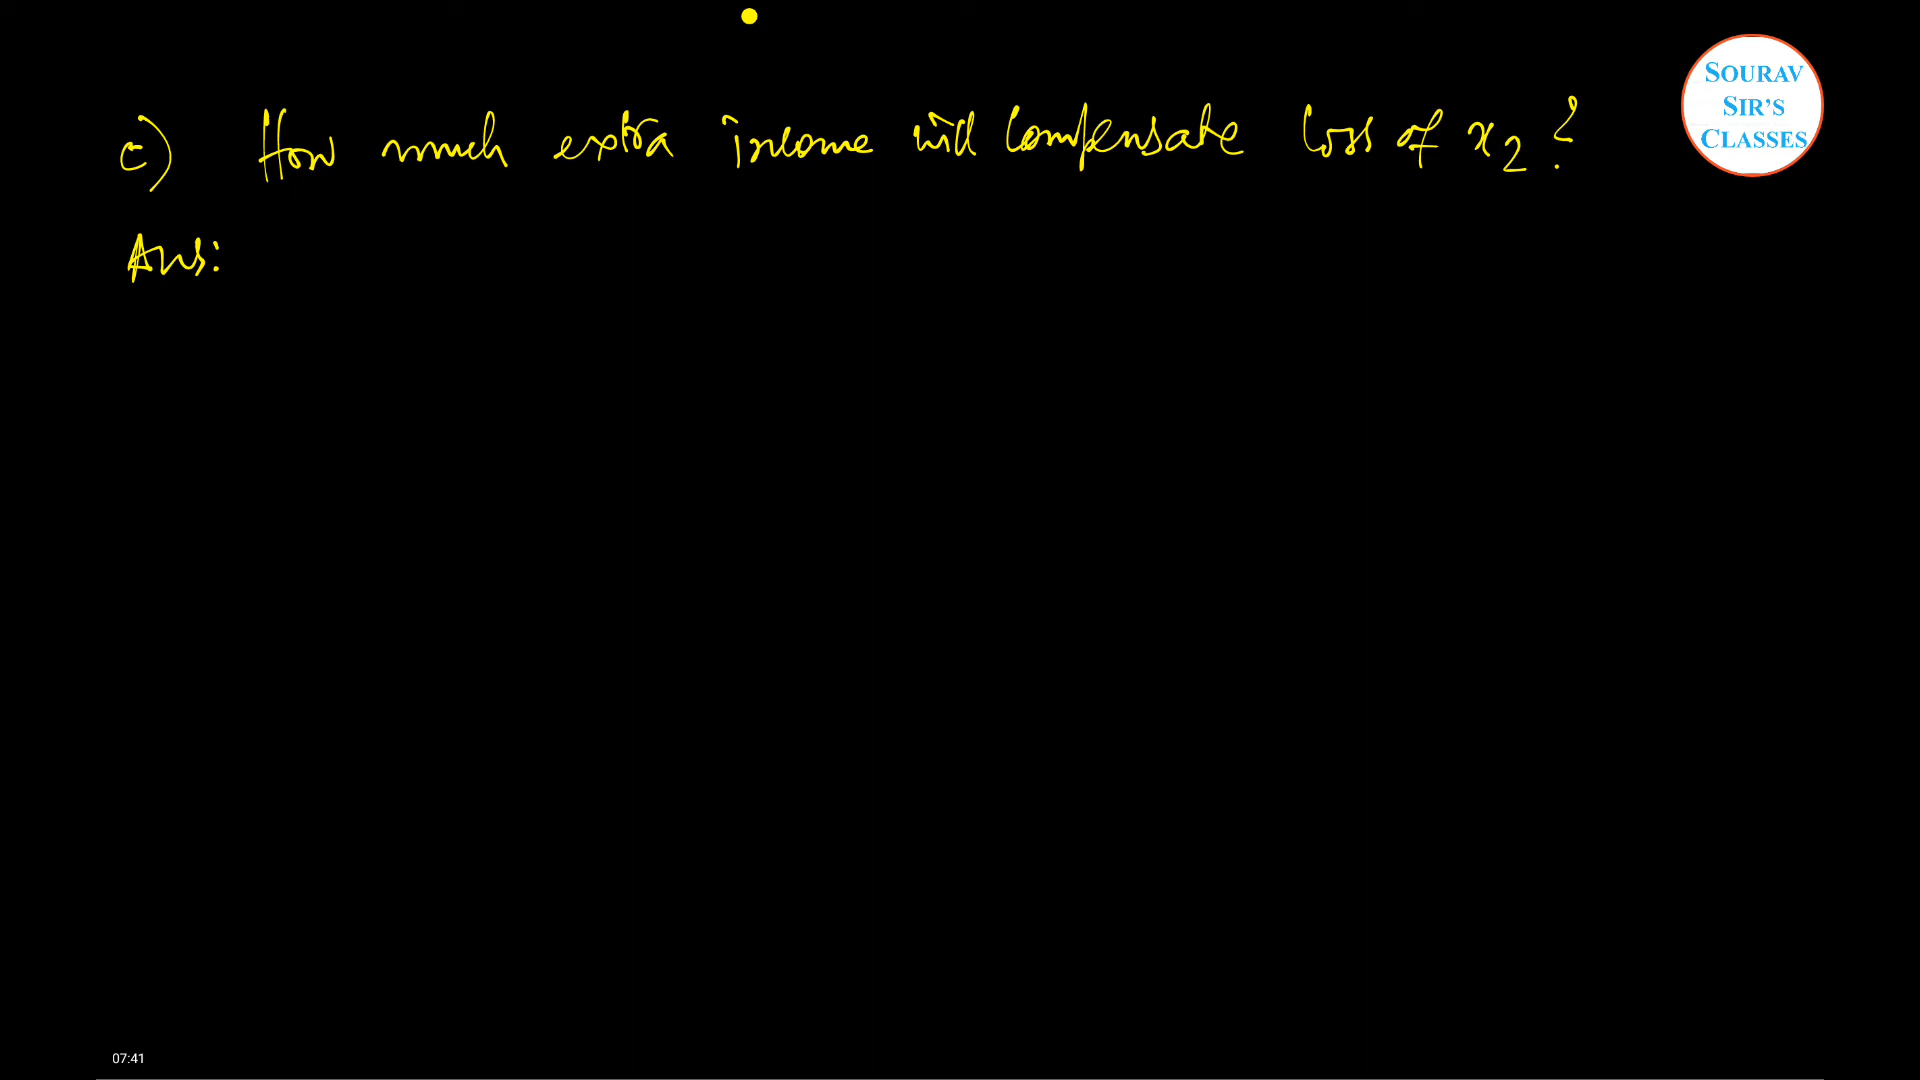 c) How much extra income will compensate loss of x2?
SOURAV
SIR'S
CLASSES
Ans:
07:41